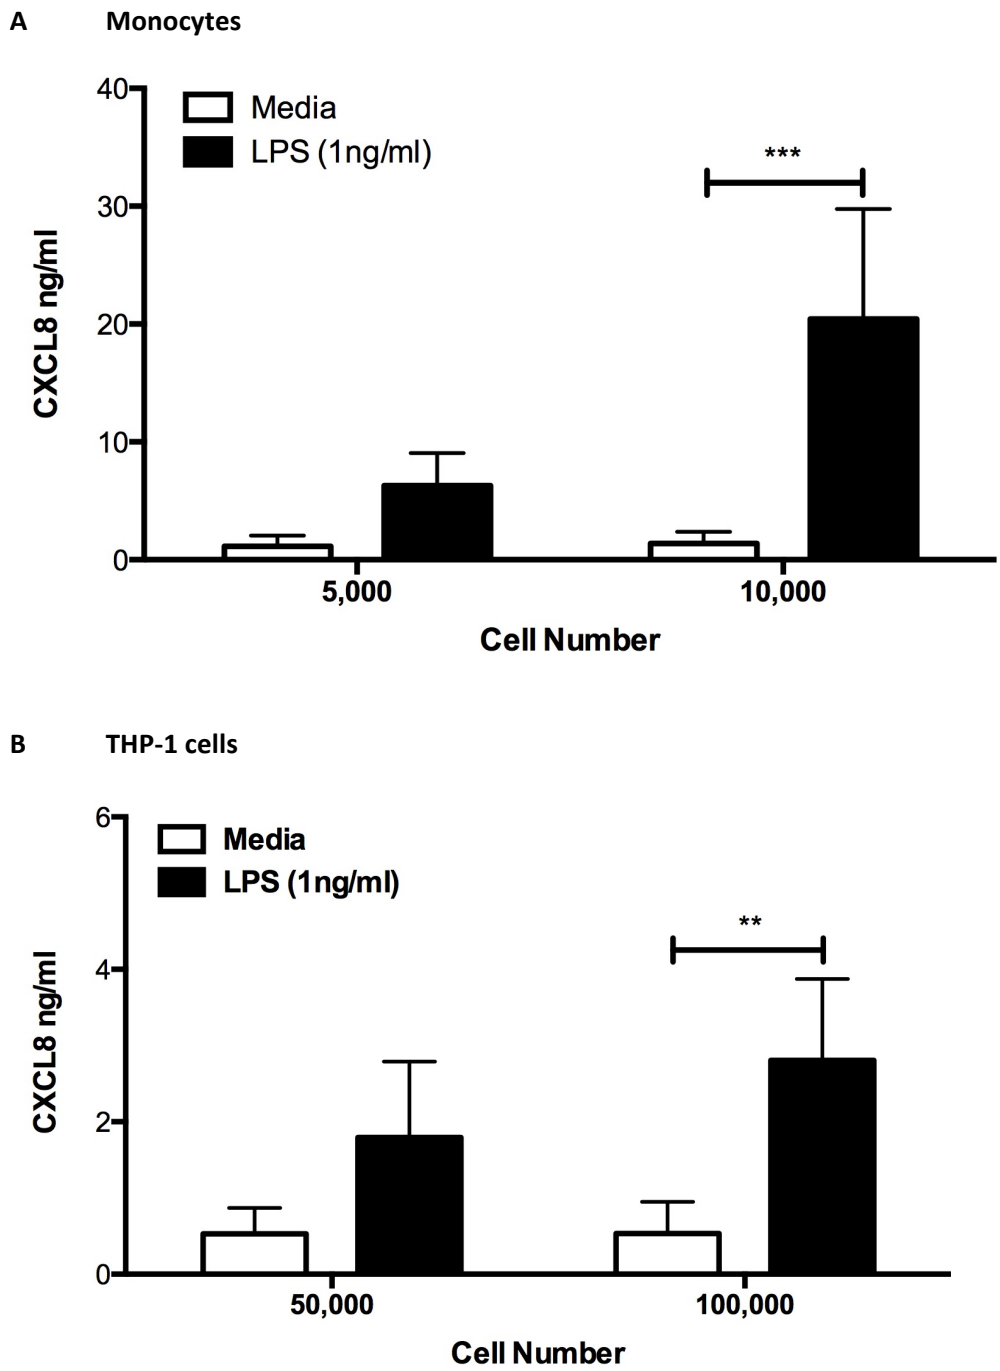 A Monocytes
40
Media
LPS (1ng/ml)
***
30
20
10
0
CXCL8 ng/ml
5,000 10,000
Cell Number
B THP-1 cells
6
Media
LPS (1ng/ml)
**
4
2
0
CXCL8 ng/ml
50,000 100,000
Cell Number